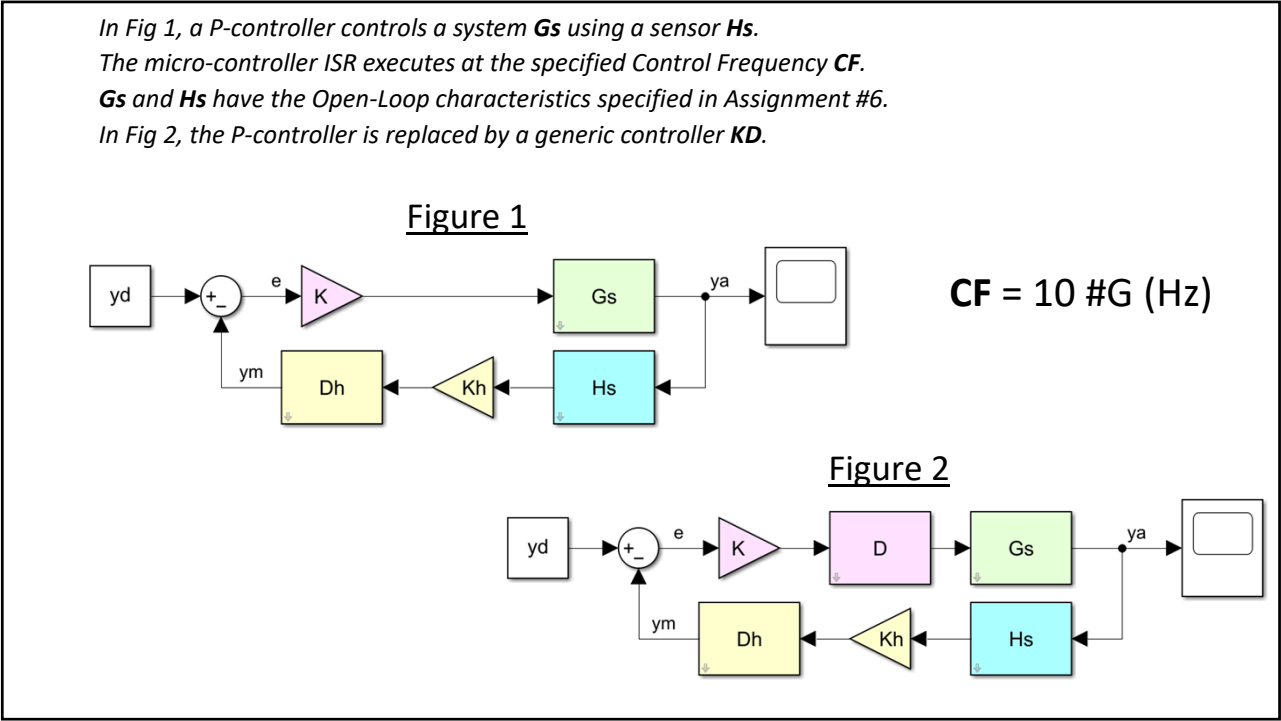 In Fig 1, a P-controller controls a system Gs using a sensor Hs.
The micro-controller ISR executes at the specified Control Frequency CF.
Gs and Hs have the Open-Loop characteristics specified in Assignment #6.
In Fig 2, the P-controller is replaced by a generic controller KD.
Figure 1
yd
+
_
e
K
Gs
ya
CF = 10 #G (Hz)
ym
Dh
Kh
Hs
Figure 2
yd
+
_
e
K
D
Gs
ya
ym
Dh
Kh
Hs